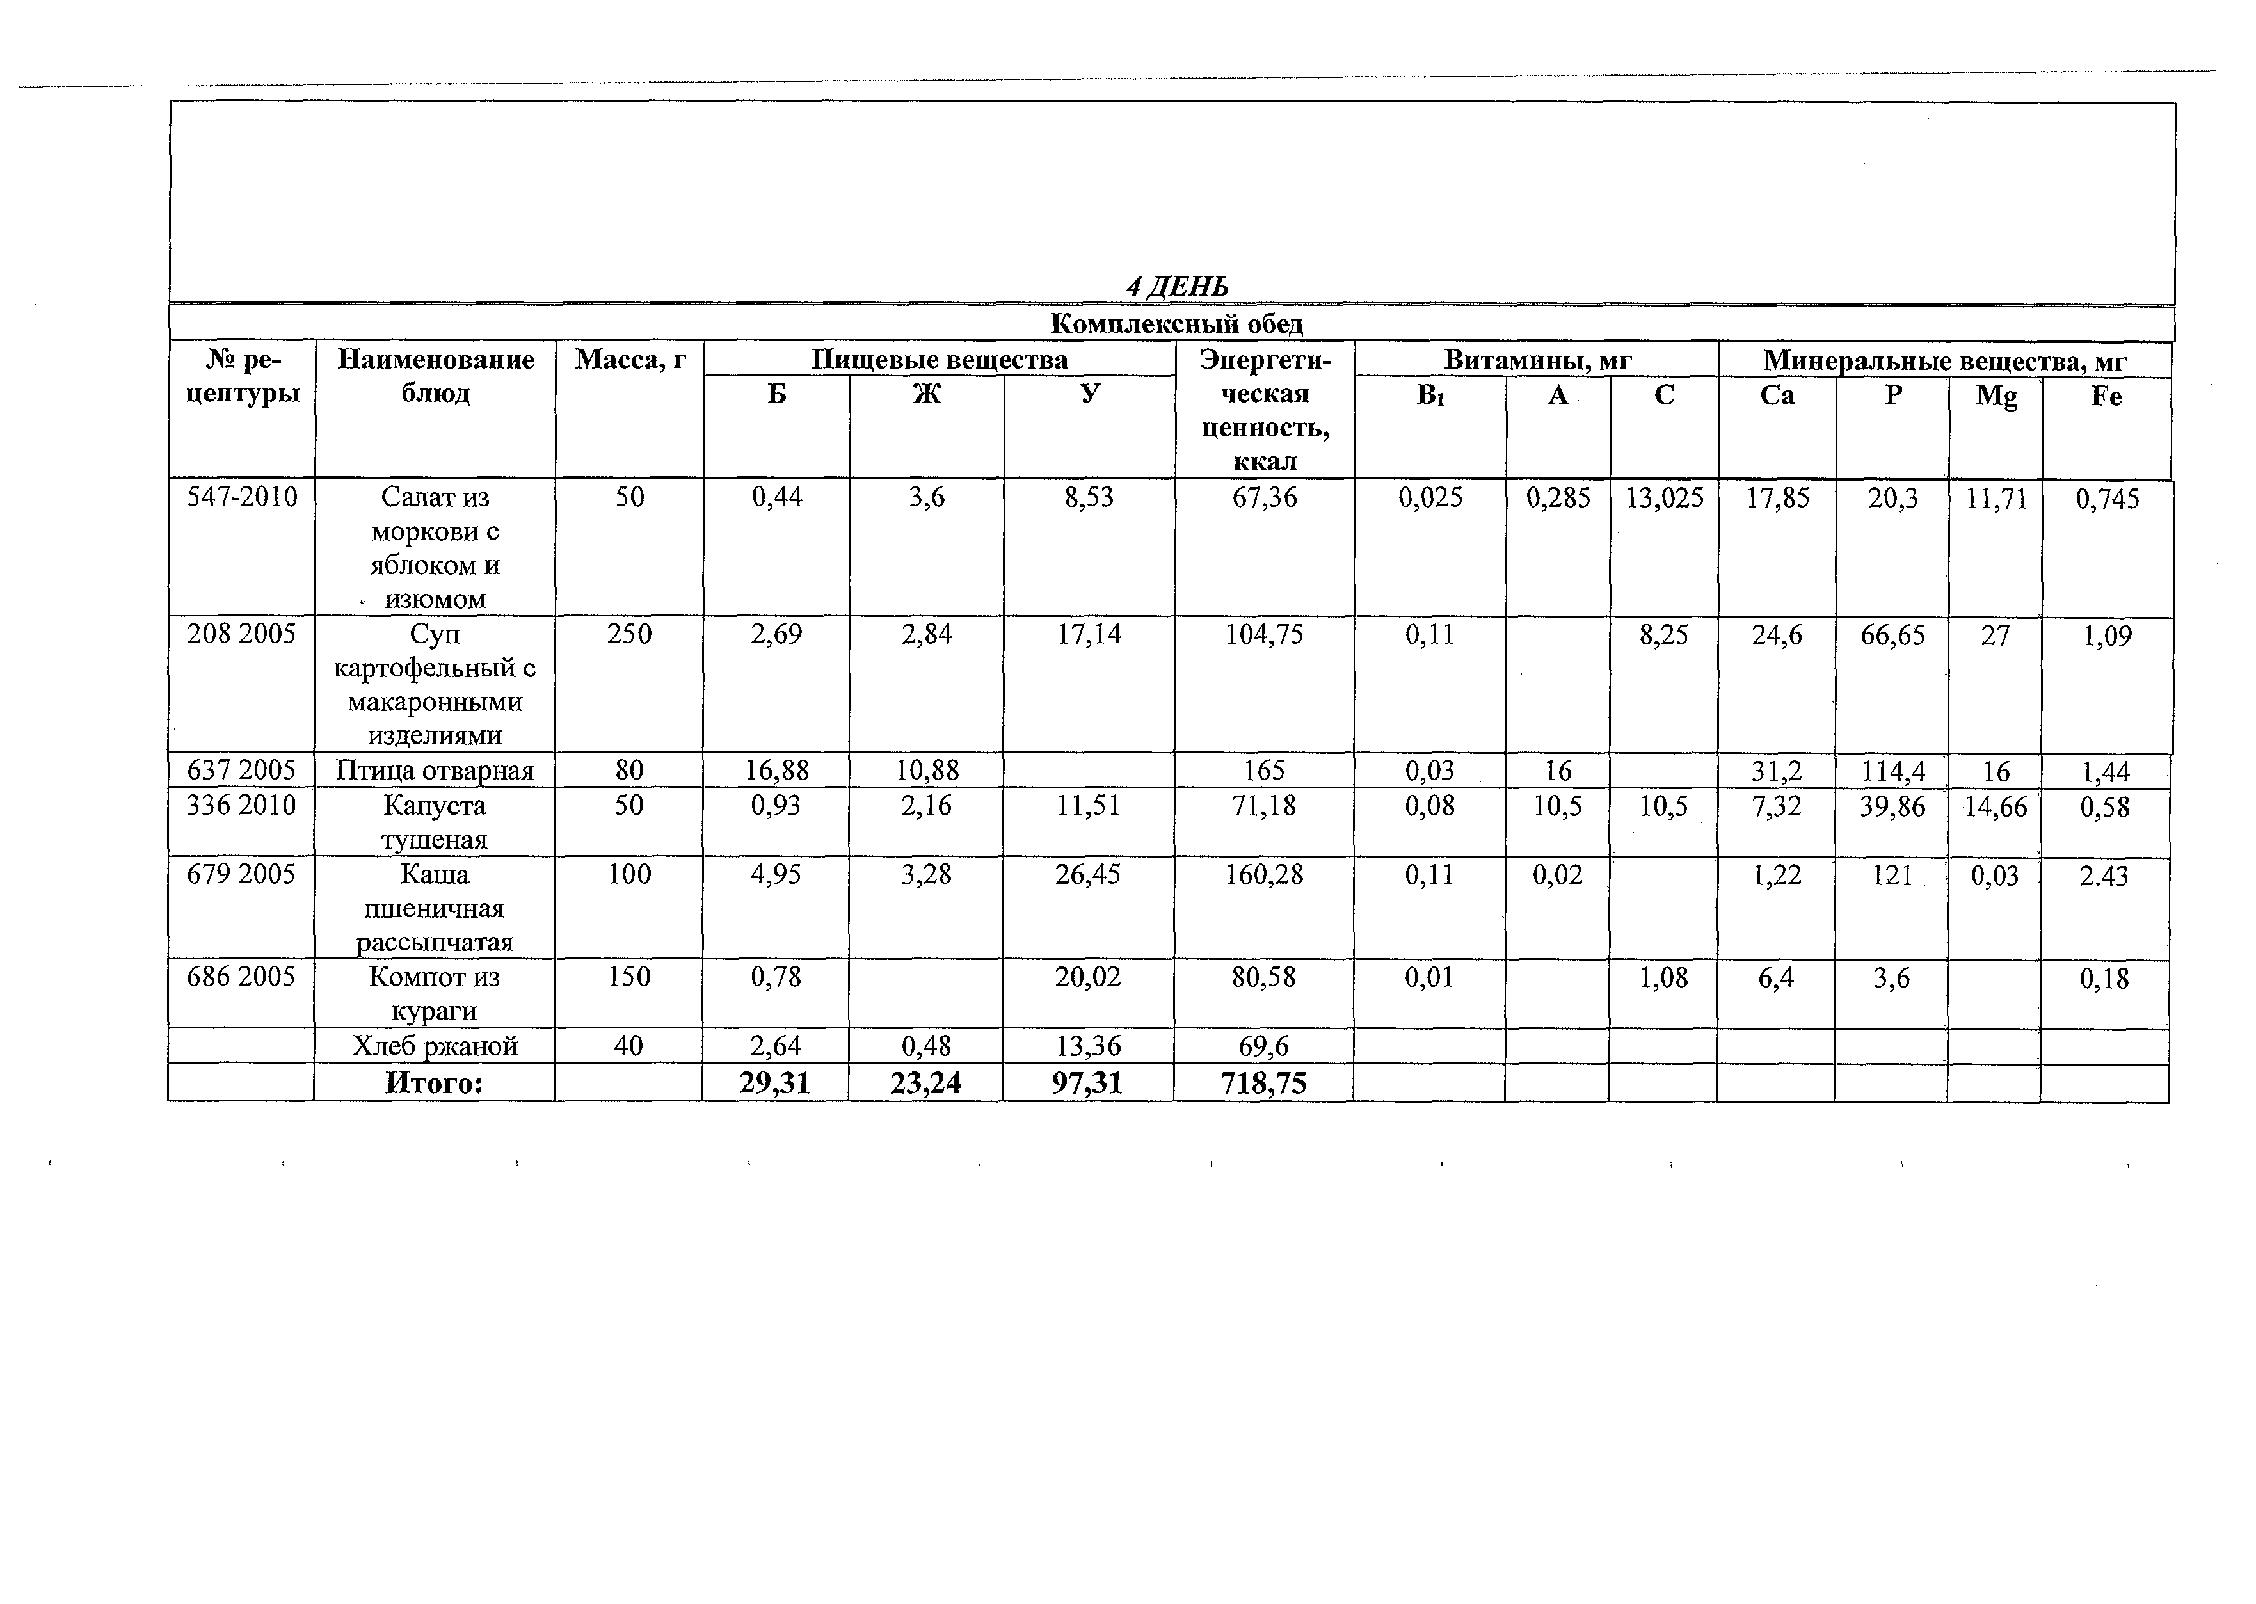 4 ДЕНЬ
Комплексный обед
№ ре-
цептуры
Наименование
блюд
Масса, г
Пищевые вещества
Энергети-
ческая
ценность,
ккал
Витамины, мг
Минеральные вещества, мг
Б Ж У B1 A C Ca P Mg Fe
547-2010 Салат из 50 0,44 3,6 8,53 67,36 0,025 0,285 13,025 17,85 20,3 11,71 0,745
моркови с
яблоком и
изюмом
208 2005 Суп 250 2,69 2,84 17,14 104,75 0,11 8,25 24,6 66,65 27 1,09
картофельный с
макаронными
изделиями
637 2005 Птица отварная 80 16,88 10,88 165 0,03 16 31,2 114,4 16 1,44
336 2010 Капуста 50 0,93 2,16 11,51 71,18 0,08 10,5 10,5 7,32 39,86 14,66 0,58
тушеная
679 2005 Каша 100 4,95 3,28 26,45 160,28 0,11 0,02 1,22 121 0,03 2.43
пшеничная
рассыпчатая
686 2005 Компот из 150 0,78 20,02 80,58 0,01 1,08 6,4 3,6 0,18
кураги
Хлеб ржаной 40 2,64 0,48 13,36 69,6
Итого: 29,31 23,24 97,31 718,75